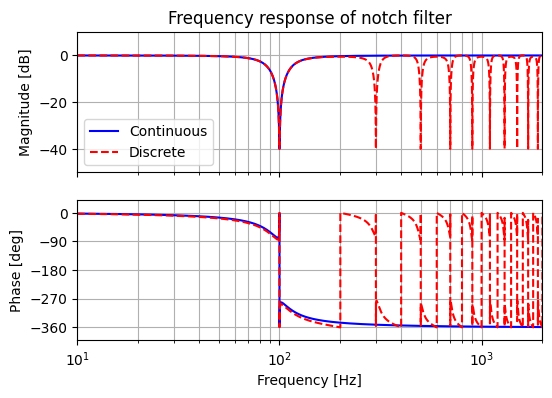 Frequency response of notch filter
Magnitude [dB]
0
−20
−40
Continuous
Discrete
Phase [deg]
0
−90
−180
−270
−360
10¹
10²
10³
Frequency [Hz]